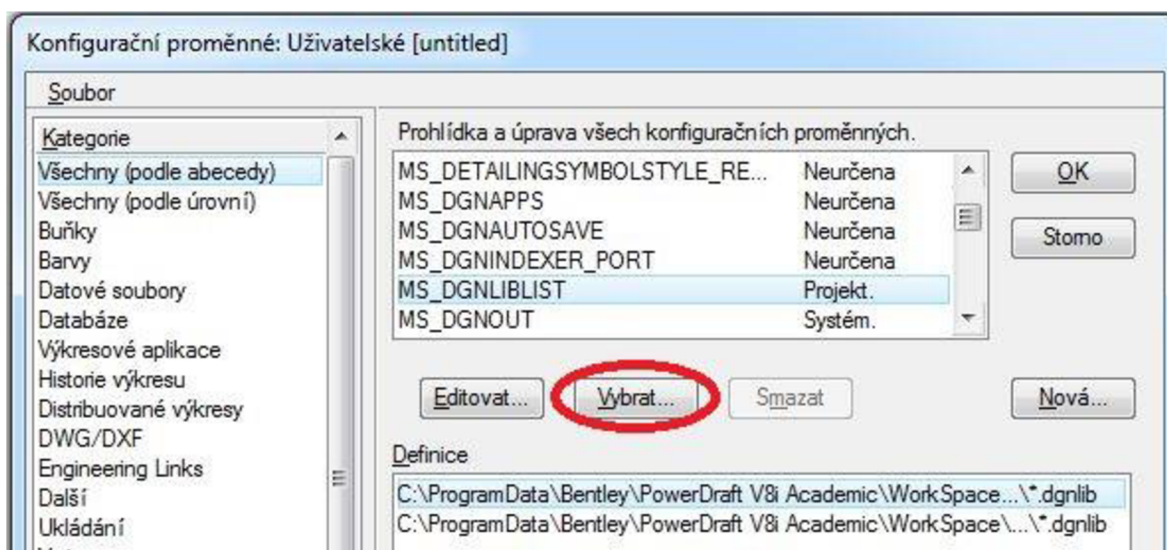 Konfigurační proměnné: Uživatelské [untitled]
Soubor
Kategorie
Všechny (podle abecedy)
Všechny (podle úrovní)
Buňky
Barvy
Datové soubory
Databáze
Výkresové aplikace
Historie výkresu
Distribuované výkresy
DWG/DXF
Engineering Links
Další
Ukládání
Prohlídka a úprava všech konfiguračních proměnných.
MS_DETAILINGSYMBOLSTYLE_RE... Neurčena
MS_DGNAPPS Neurčena
MS_DGNAUTOSAVE Neurčena
MS_DGNINDEXER_PORT Neurčena
MS_DGNLIBLIST Projekt.
MS_DGNOUT Systém.
OK
Storno
Editovat... Vybrat... Smazat Nová...
Definice
C:\ProgramData\Bentley\PowerDraft V8i Academic\WorkSpace...\*.dgnlib
C:\ProgramData\Bentley\PowerDraft V8i Academic\WorkSpace\...\*.dgnlib